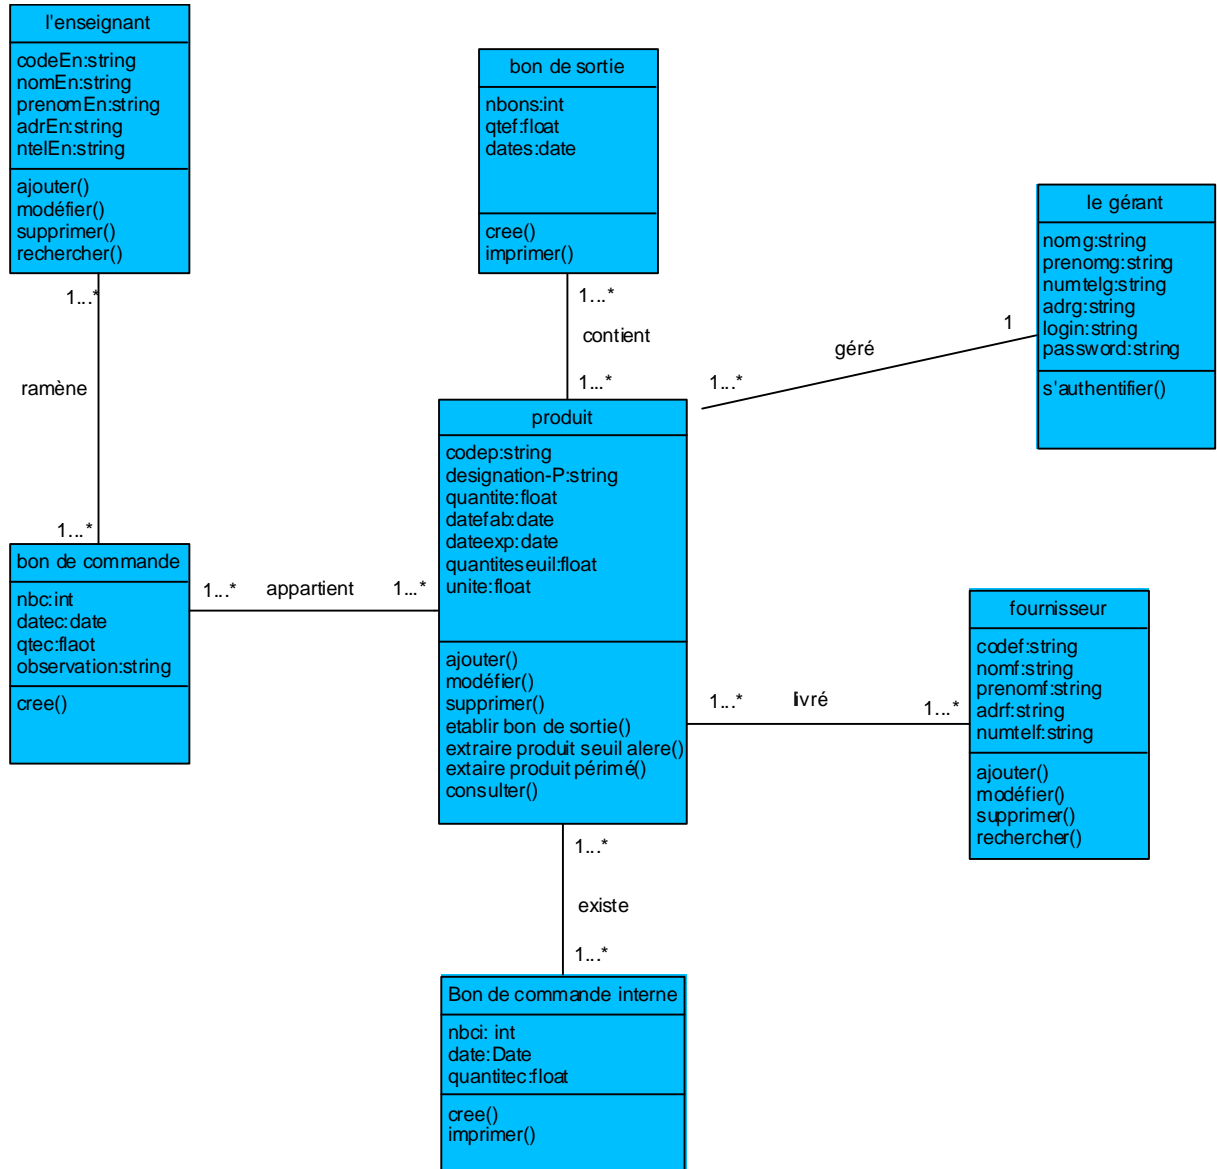 l'enseignant
codeEn:string
nomEn:string
prenomEn:string
adrEn:string
ntelEn:string
ajouter()
modéfier()
supprimer()
rechercher()
1...*
ramène
1...*
bon de commande
nbc:int
datec:date
qtec:flaot
observation:string
cree()
1...*
appartient
1...*
bon de sortie
nbons:int
qtef:float
dates:date
cree()
imprimer()
1...*
contient
1...*
produit
codep:string
designation-P:string
quantite:float
datefab:date
dateexp:date
quantiteseuil:float
unite:float
ajouter()
modéfier()
supprimer()
etablir bon de sortie()
extraire produit seuil alere()
extaire produit périmé()
consulter()
1...*
géré
1
le gérant
nomg:string
prenomg:string
numtelg:string
adrg:string
login:string
password:string
s'authentifier()
1...*
livré
1...*
fournisseur
codef:string
nomf:string
prenomf:string
adrf:string
numtelf:string
ajouter()
modéfier()
supprimer()
rechercher()
1...*
existe
1...*
Bon de commande interne
nbci: int
date:Date
quantitec:float
cree()
imprimer()